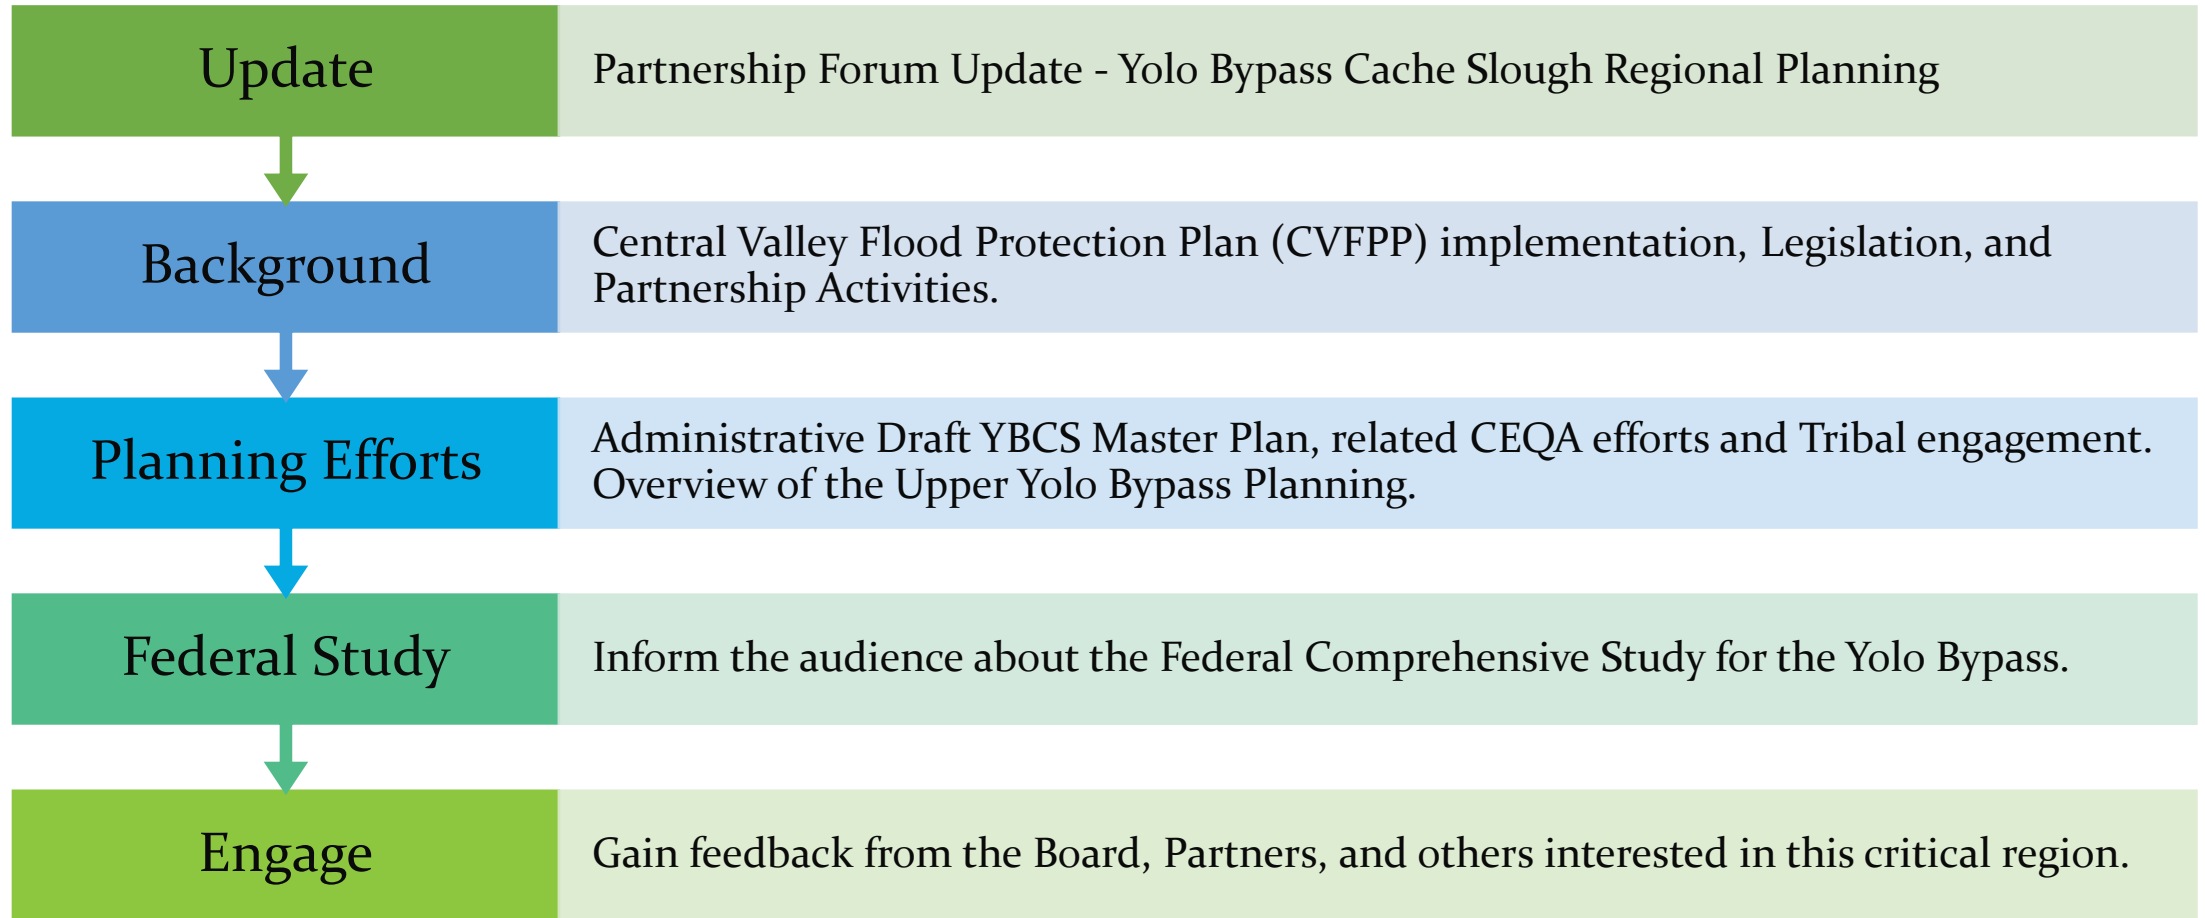 Update
Partnership Forum Update - Yolo Bypass Cache Slough Regional Planning
Background
Central Valley Flood Protection Plan (CVFPP) implementation, Legislation, and
Partnership Activities.
Planning Efforts
Administrative Draft YBCS Master Plan, related CEQA efforts and Tribal engagement.
Overview of the Upper Yolo Bypass Planning.
Federal Study
Inform the audience about the Federal Comprehensive Study for the Yolo Bypass.
Engage
Gain feedback from the Board, Partners, and others interested in this critical region.